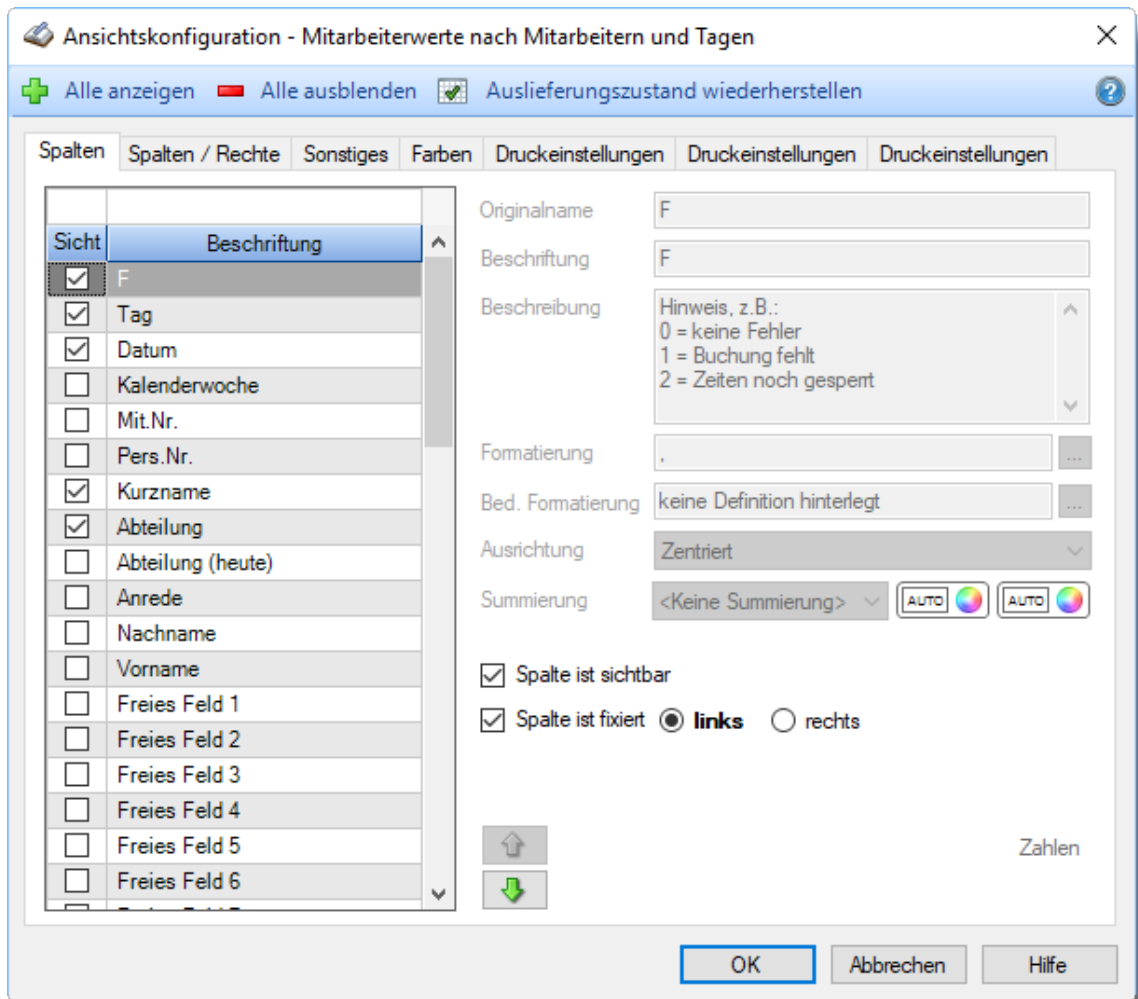 Ansichtskonfiguration - Mitarbeiterwerte nach Mitarbeitern und Tagen
Alle anzeigen Alle ausblenden Auslieferungszustand wiederherstellen
Spalten Spalten / Rechte Sonstiges Farben Druckeinstellungen Druckeinstellungen Druckeinstellungen
Sicht Beschriftung
F
Tag
Datum
Kalenderwoche
Mit.Nr.
Pers.Nr.
Kurzname
Abteilung
Abteilung (heute)
Anrede
Nachname
Vorname
Freies Feld 1
Freies Feld 2
Freies Feld 3
Freies Feld 4
Freies Feld 5
Freies Feld 6
Originalname F
Beschriftung F
Beschreibung Hinweis, z.B.:
0 = keine Fehler
1 = Buchung fehlt
2 = Zeiten noch gesperrt
Formatierung , ...
Bed. Formatierung keine Definition hinterlegt ...
Ausrichtung Zentriert
Summierung <Keine Summierung> AUTO AUTO
Spalte ist sichtbar
Spalte ist fixiert links rechts
Zahlen
OK Abbrechen Hilfe